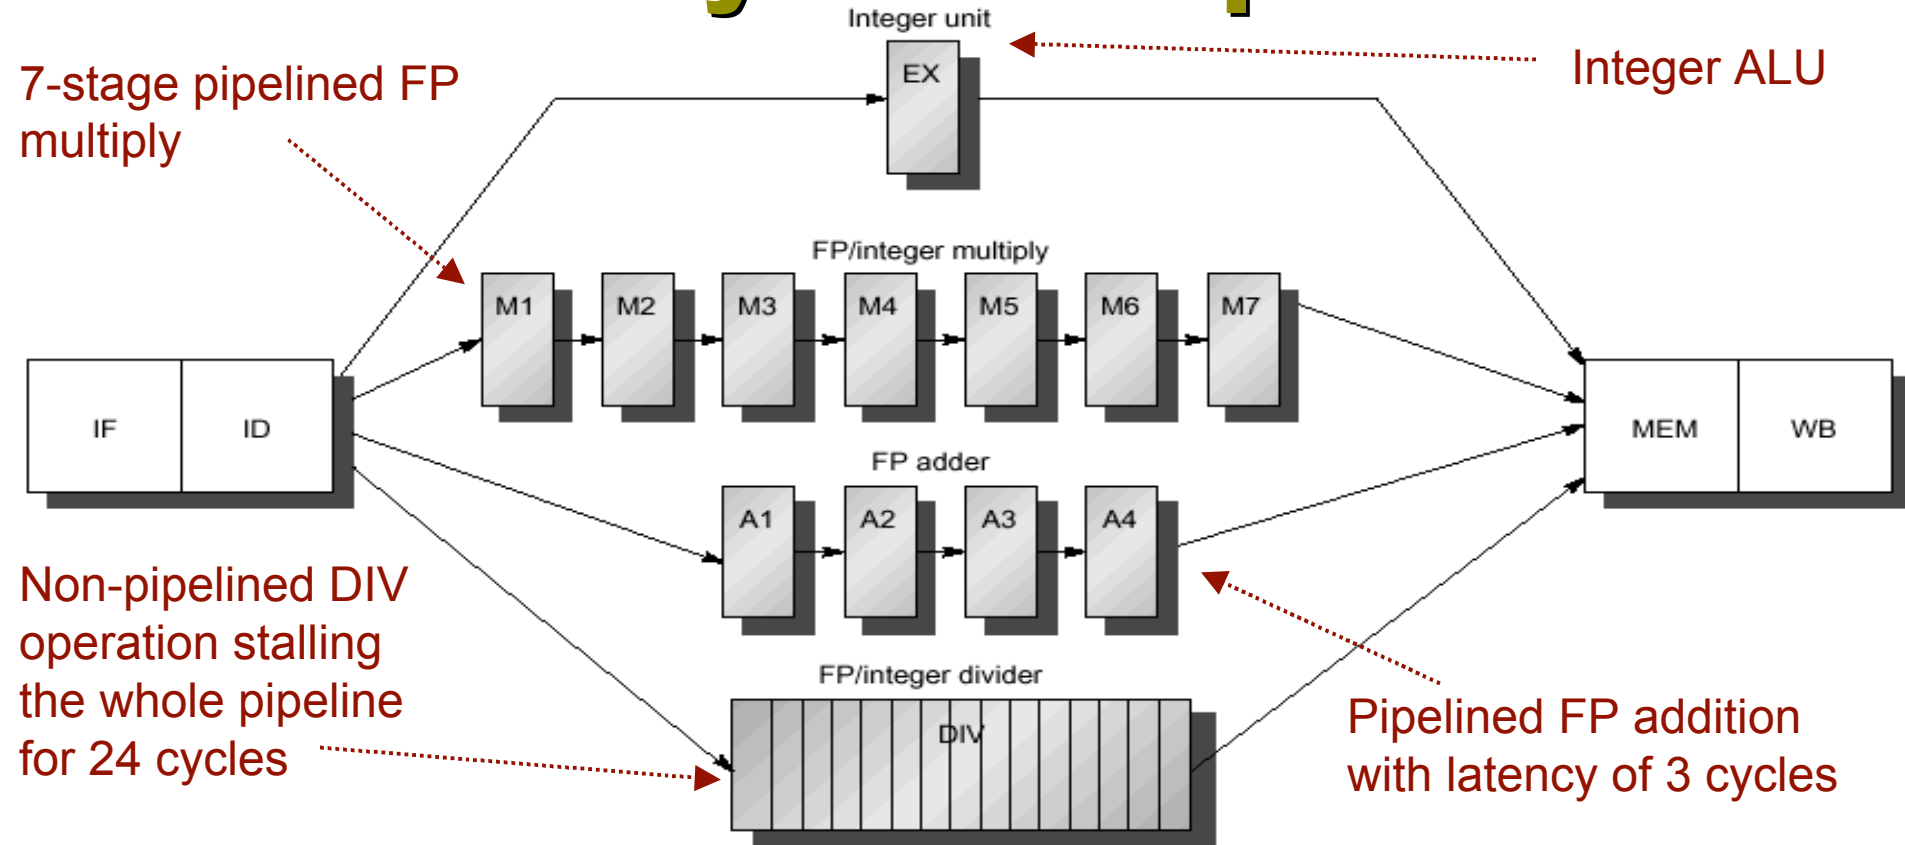 Integer unit
EX
Integer ALU
7-stage pipelined FP
multiply
FP/integer multiply
M1 M2 M3 M4 M5 M6 M7
IF ID
MEM WB
FP adder
A1 A2 A3 A4
Non-pipelined DIV
operation stalling
the whole pipeline
for 24 cycles
FP/integer divider
DIV
Pipelined FP addition
with latency of 3 cycles